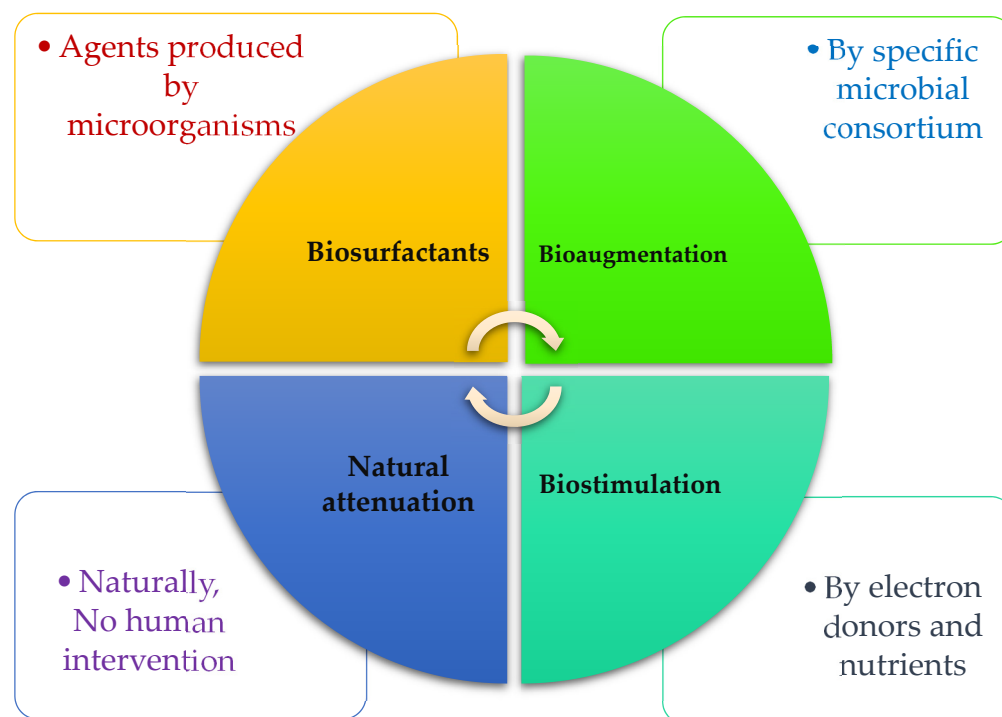 • Agents produced
by
microorganisms
• By specific
microbial
consortium
Biosurfactants
Bioaugmentation
Natural
attenuation
Biostimulation
• Naturally,
No human
intervention
• By electron
donors and
nutrients